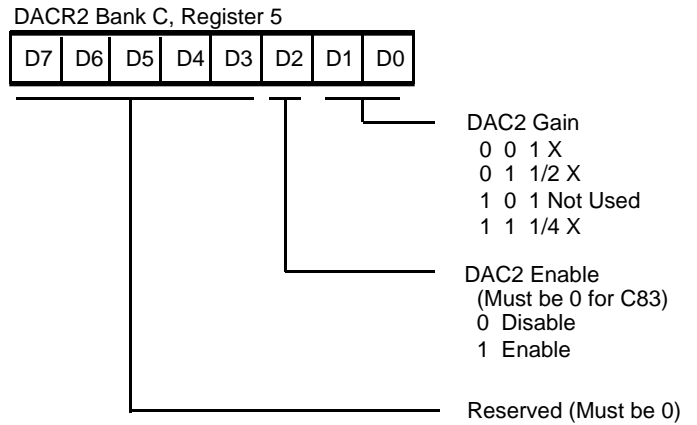 DACR2 Bank C, Register 5
D7 D6 D5 D4 D3 D2 D1 D0
DAC2 Gain
0 0 1 X
0 1 1/2 X
1 0 1 Not Used
1 1 1/4 X
DAC2 Enable
(Must be 0 for C83)
0 Disable
1 Enable
Reserved (Must be 0)